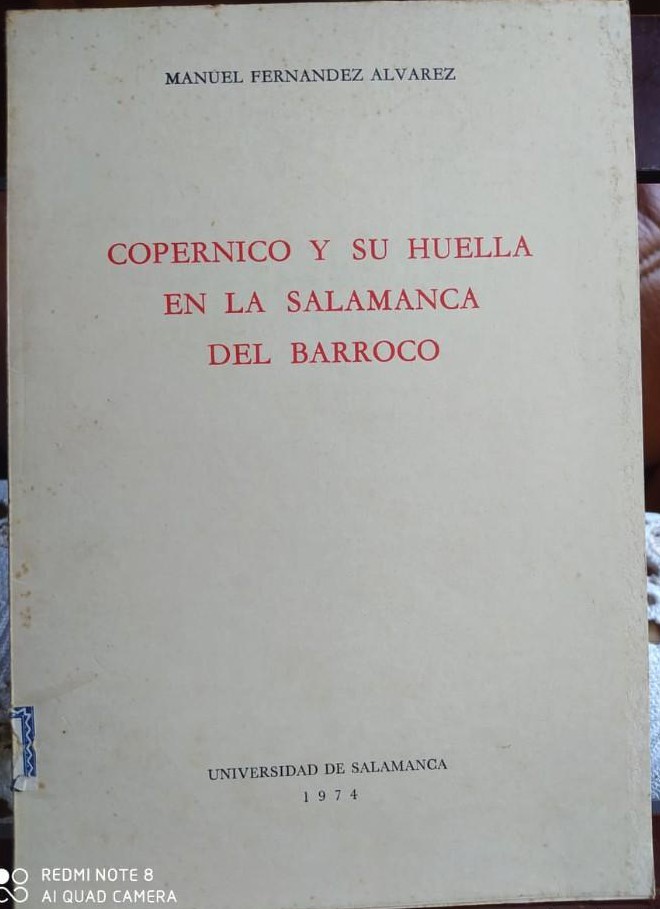 MANUEL FERNANDEZ ALVAREZ
COPERNICO Y SU HUELLA
EN LA SALAMANCA
DEL BARROCO
UNIVERSIDAD DE SALAMANCA
1974
REDMI NOTE 8
AI QUAD CAMERA